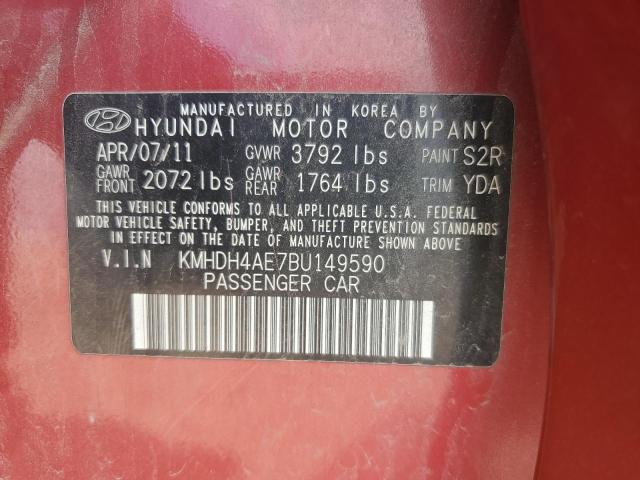 MANUFACTURED IN KOREA BY
HYUNDAI MOTOR COMPANY
APR/07/11 GVWR 3792 lbs PAINT S2R
GAWR FRONT 2072 lbs GAWR REAR 1764 lbs TRIM YDA
THIS VEHICLE CONFORMS TO ALL APPLICABLE U.S.A. FEDERAL
MOTOR VEHICLE SAFETY, BUMPER, AND THEFT PREVENTION STANDARDS
IN EFFECT ON THE DATE OF MANUFACTURE SHOWN ABOVE
V.I.N KMHDH4AE7BU149590
PASSENGER CAR